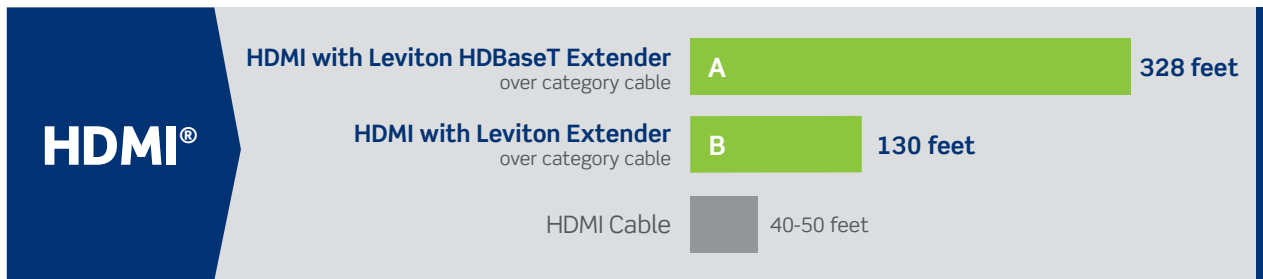 HDMI®
HDMI with Leviton HDBaseT Extender
over category cable
A
328 feet
HDMI with Leviton Extender
over category cable
B
130 feet
HDMI Cable
40-50 feet